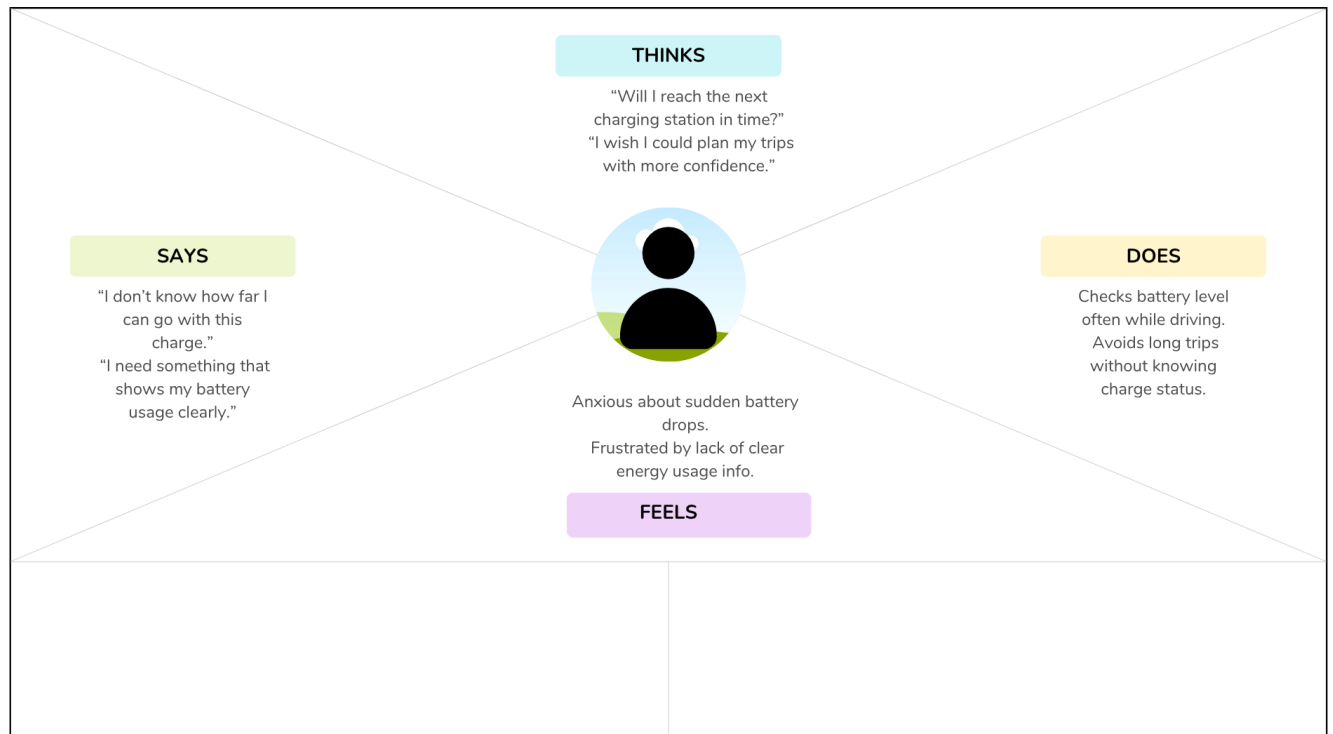 THINKS
“Will I reach the next
charging station in time?”
“I wish I could plan my trips
with more confidence.”
SAYS
“I don’t know how far I
can go with this
charge.”
“I need something that
shows my battery
usage clearly.”
DOES
Checks battery level
often while driving.
Avoids long trips
without knowing
charge status.
Anxious about sudden battery
drops.
Frustrated by lack of clear
energy usage info.
FEELS